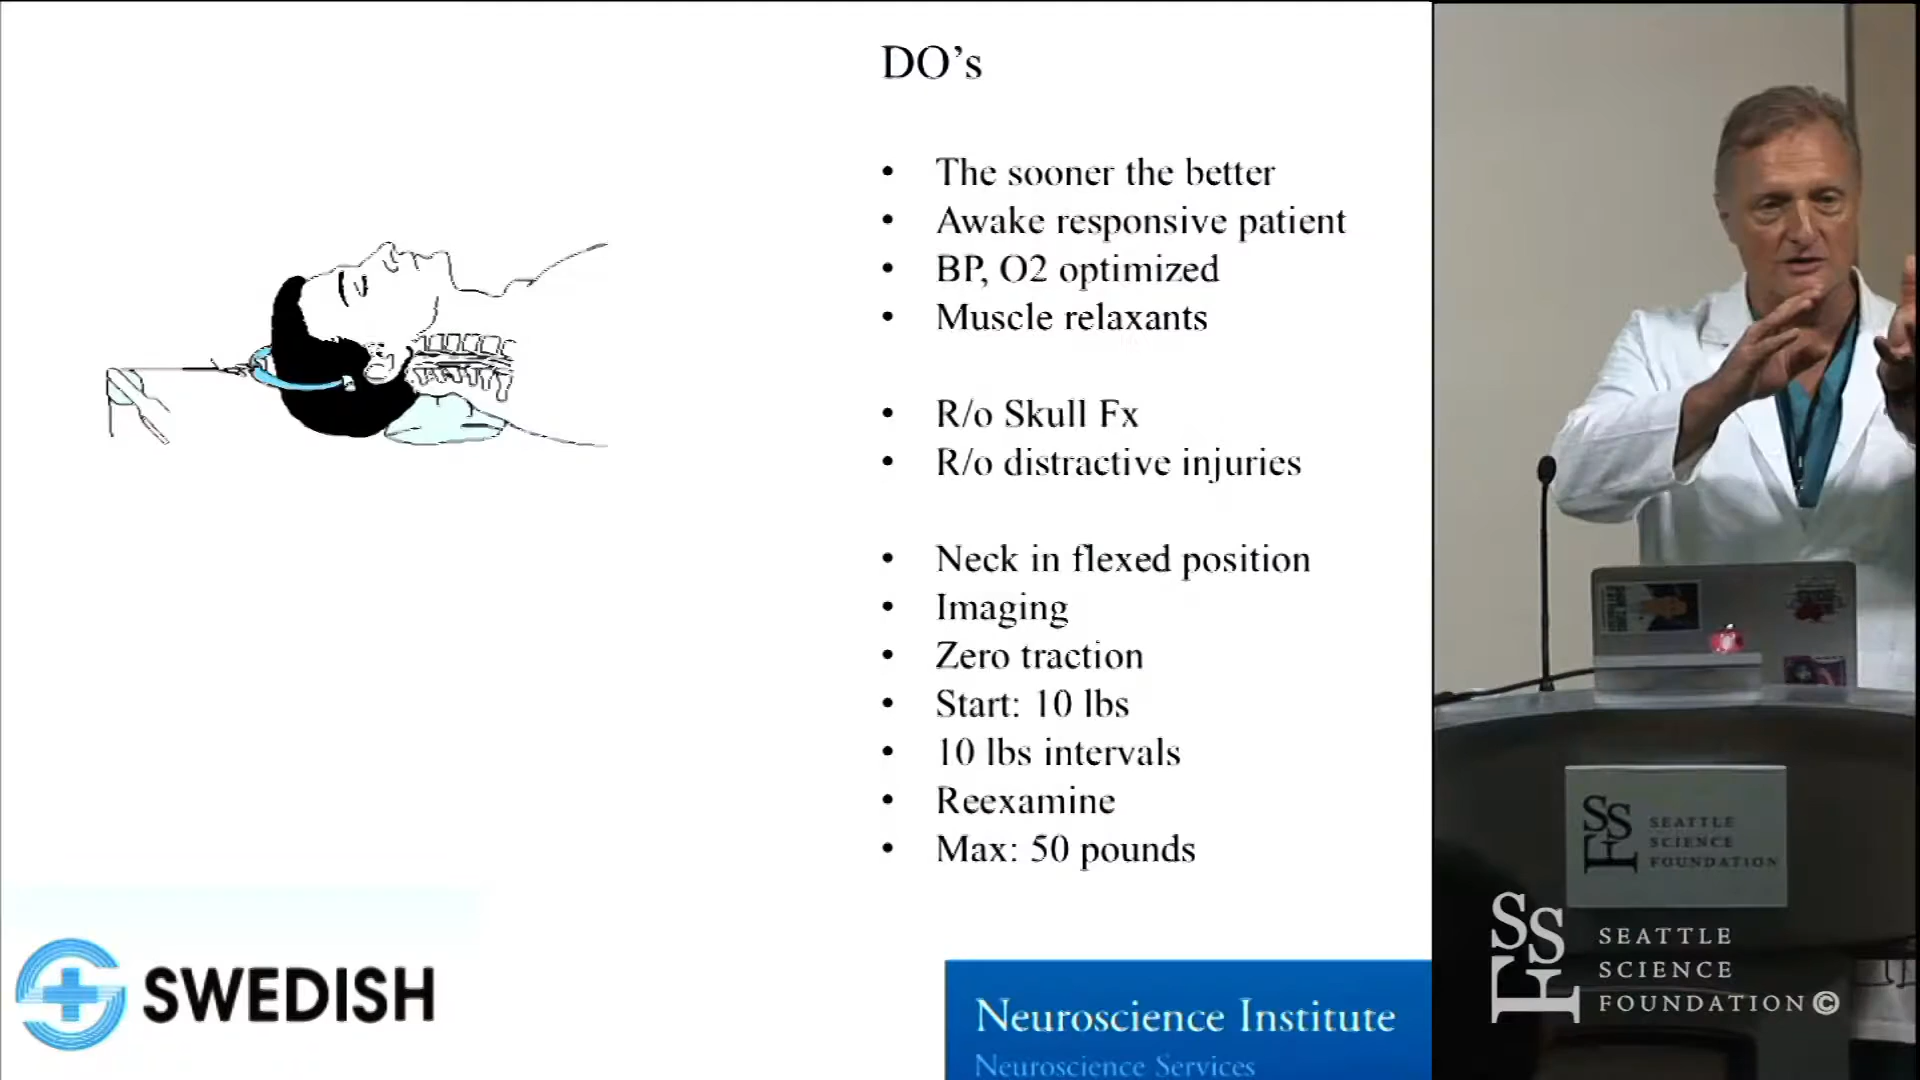 DO's
• The sooner the better
• Awake responsive patient
• BP, O2 optimized
• Muscle relaxants
• R/o Skull Fx
• R/o distractive injuries
• Neck in flexed position
• Imaging
• Zero traction
• Start: 10 lbs
• 10 lbs intervals
• Reexamine
• Max: 50 pounds
SWEDISH
Neuroscience Institute
Neuroscience Services
SSF
SEATTLE
SCIENCE
FOUNDATION
SSF
SEATTLE
SCIENCE
FOUNDATION©